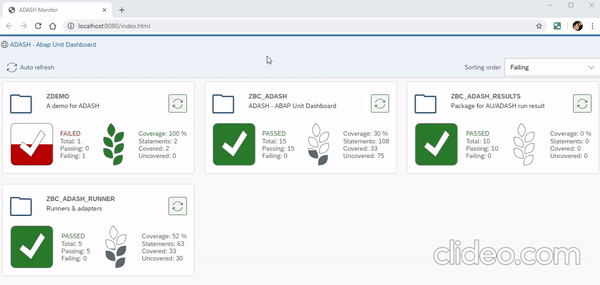 ADASH Monitor
localhost:8080/index.html
ADASH - Abap Unit Dashboard
Auto refresh
Sorting order
Failing
ZDEMO
A demo for ADASH
FAILED
Total: 1
Passing: 0
Failing: 1
Coverage: 100 %
Statements: 2
Covered: 2
Uncovered: 0
ZBC_ADASH
ADASH - ABAP Unit Dashboard
PASSED
Total: 15
Passing: 15
Failing: 0
Coverage: 30 %
Statements: 108
Covered: 33
Uncovered: 75
ZBC_ADASH_RESULTS
Package for AU/ADASH run result
PASSED
Total: 10
Passing: 10
Failing: 0
Coverage: 0 %
Statements: 0
Covered: 0
Uncovered: 0
ZBC_ADASH_RUNNER
Runners & adapters
PASSED
Total: 5
Passing: 5
Failing: 0
Coverage: 52 %
Statements: 63
Covered: 33
Uncovered: 30
clideo.com